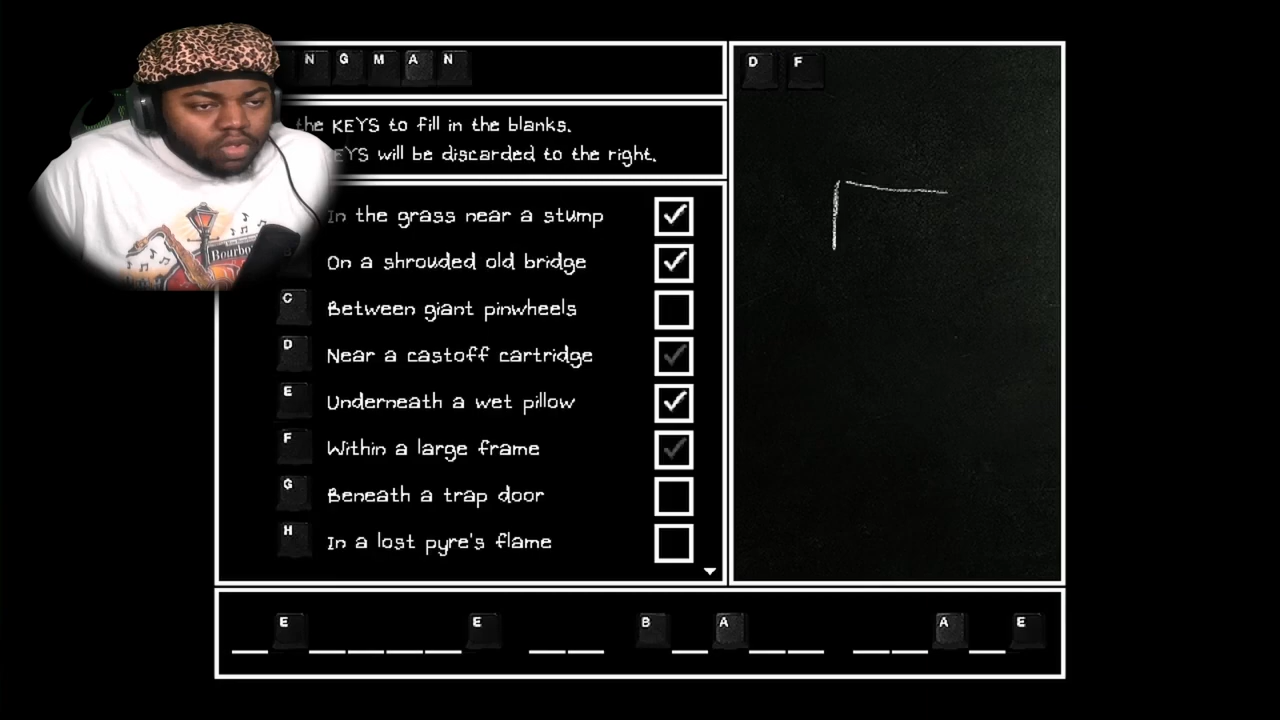 N G M A N
D F
the KEYS to fill in the blanks.
EYS will be discarded to the right.
In the grass near a stump
On a shrouded old bridge
C Between giant pinwheels
D Near a castoff cartridge
E Underneath a wet pillow
F Within a large frame
G Beneath a trap door
H In a lost pyre's flame
E E B A A E